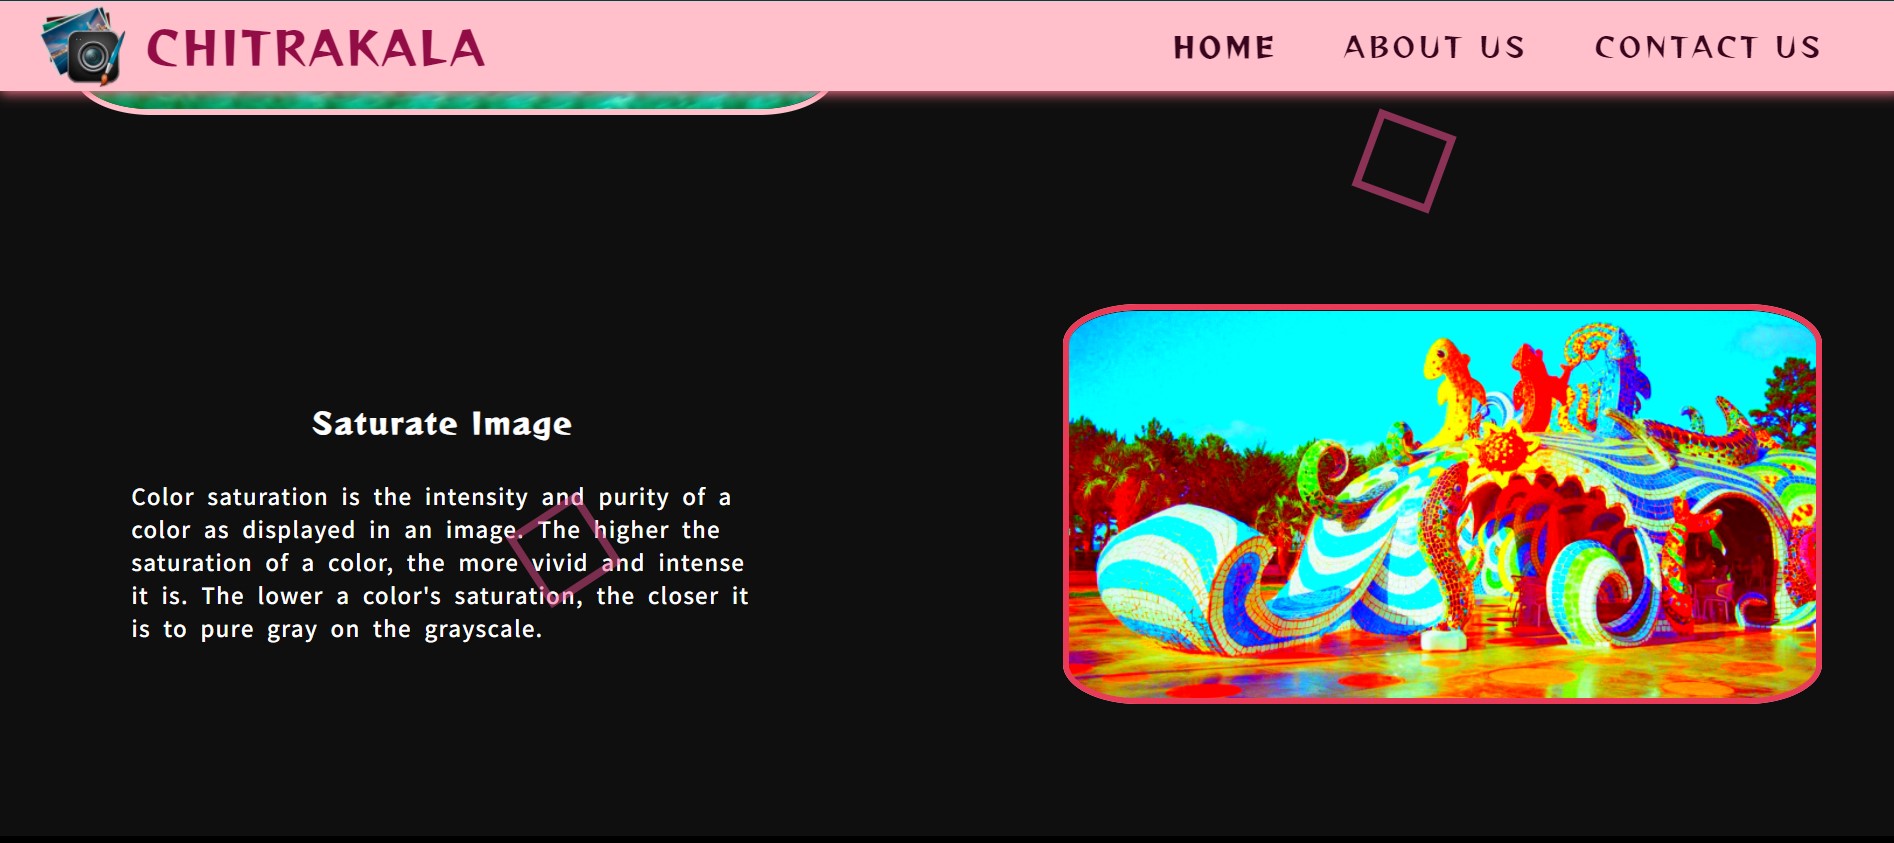 CHITRAKALA
HOME
ABOUT US
CONTACT US
Saturate Image
Color saturation is the intensity and purity of a
color as displayed in an image. The higher the
saturation of a color, the more vivid and intense
it is. The lower a color's saturation, the closer it
is to pure gray on the grayscale.